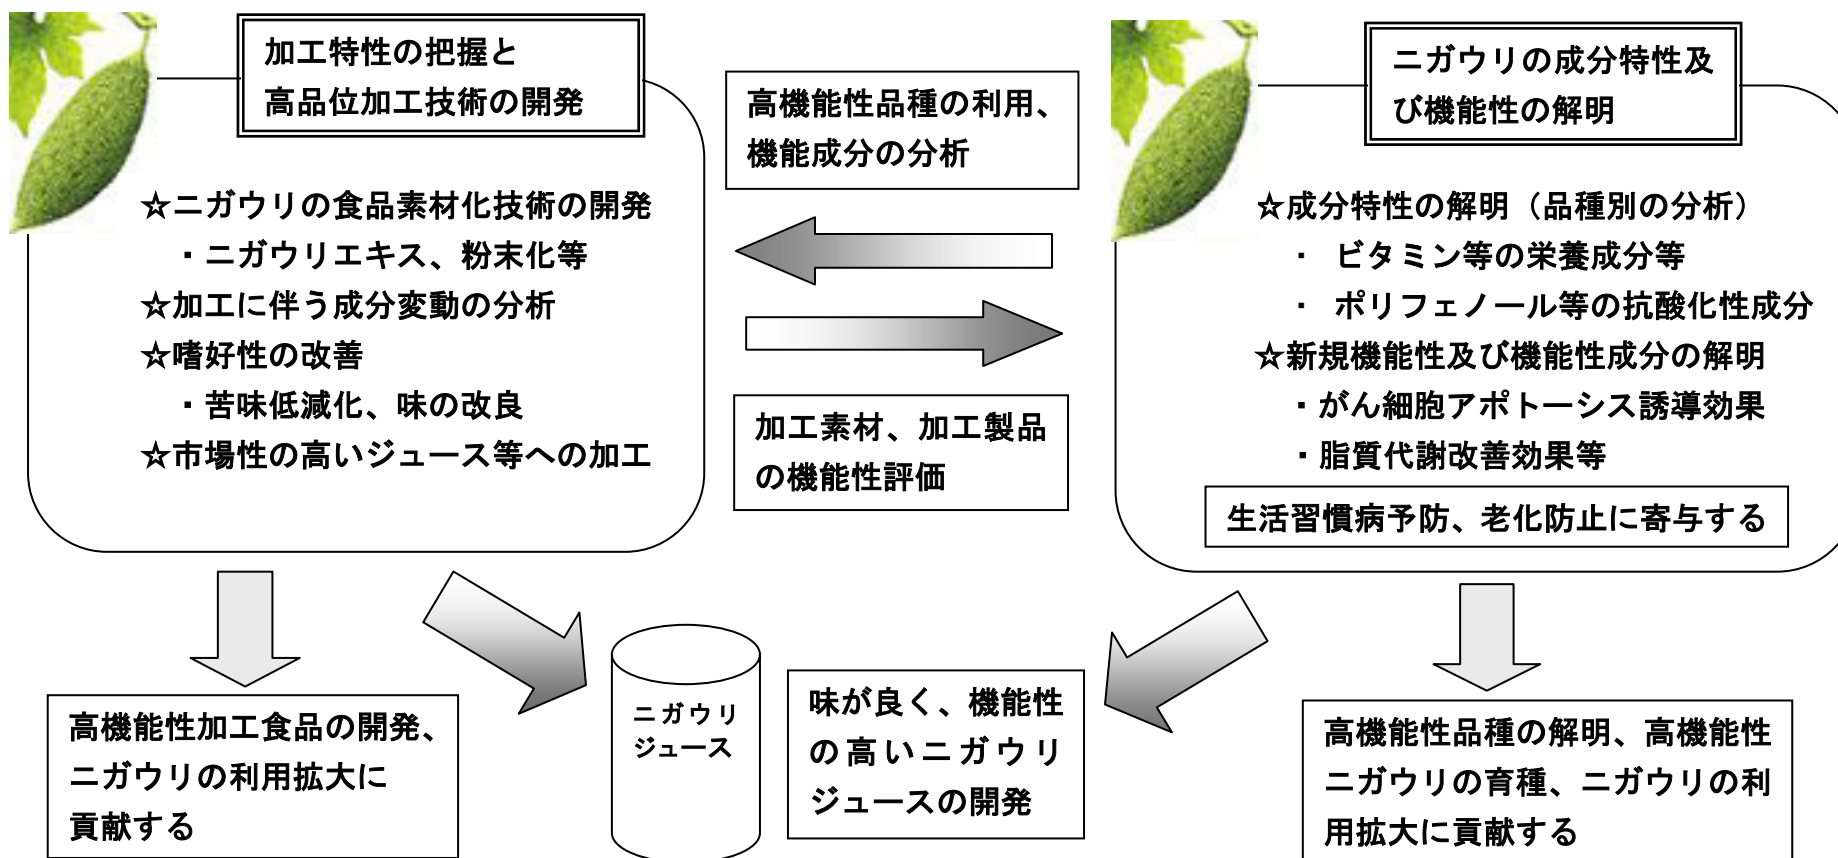 加工特性の把握と
高品位加工技術の開発
☆ニガウリの食品素材化技術の開発
・ニガウリエキス、粉末化等
☆加工に伴う成分変動の分析
☆嗜好性の改善
・苦味低減化、味の改良
☆市場性の高いジュース等への加工
高機能性品種の利用、
機能成分の分析
加工素材、加工製品
の機能性評価
ニガウリの成分特性及
び機能性の解明
☆成分特性の解明（品種別の分析）
・ ビタミン等の栄養成分等
・ ポリフェノール等の抗酸化性成分
☆新規機能性及び機能性成分の解明
・がん細胞アポトーシス誘導効果
・脂質代謝改善効果等
生活習慣病予防、老化防止に寄与する
高機能性加工食品の開発、
ニガウリの利用拡大に
貢献する
ニガウリ
ジュース
味が良く、機能性
の高いニガウリ
ジュースの開発
高機能性品種の解明、高機能性
ニガウリの育種、ニガウリの利
用拡大に貢献する